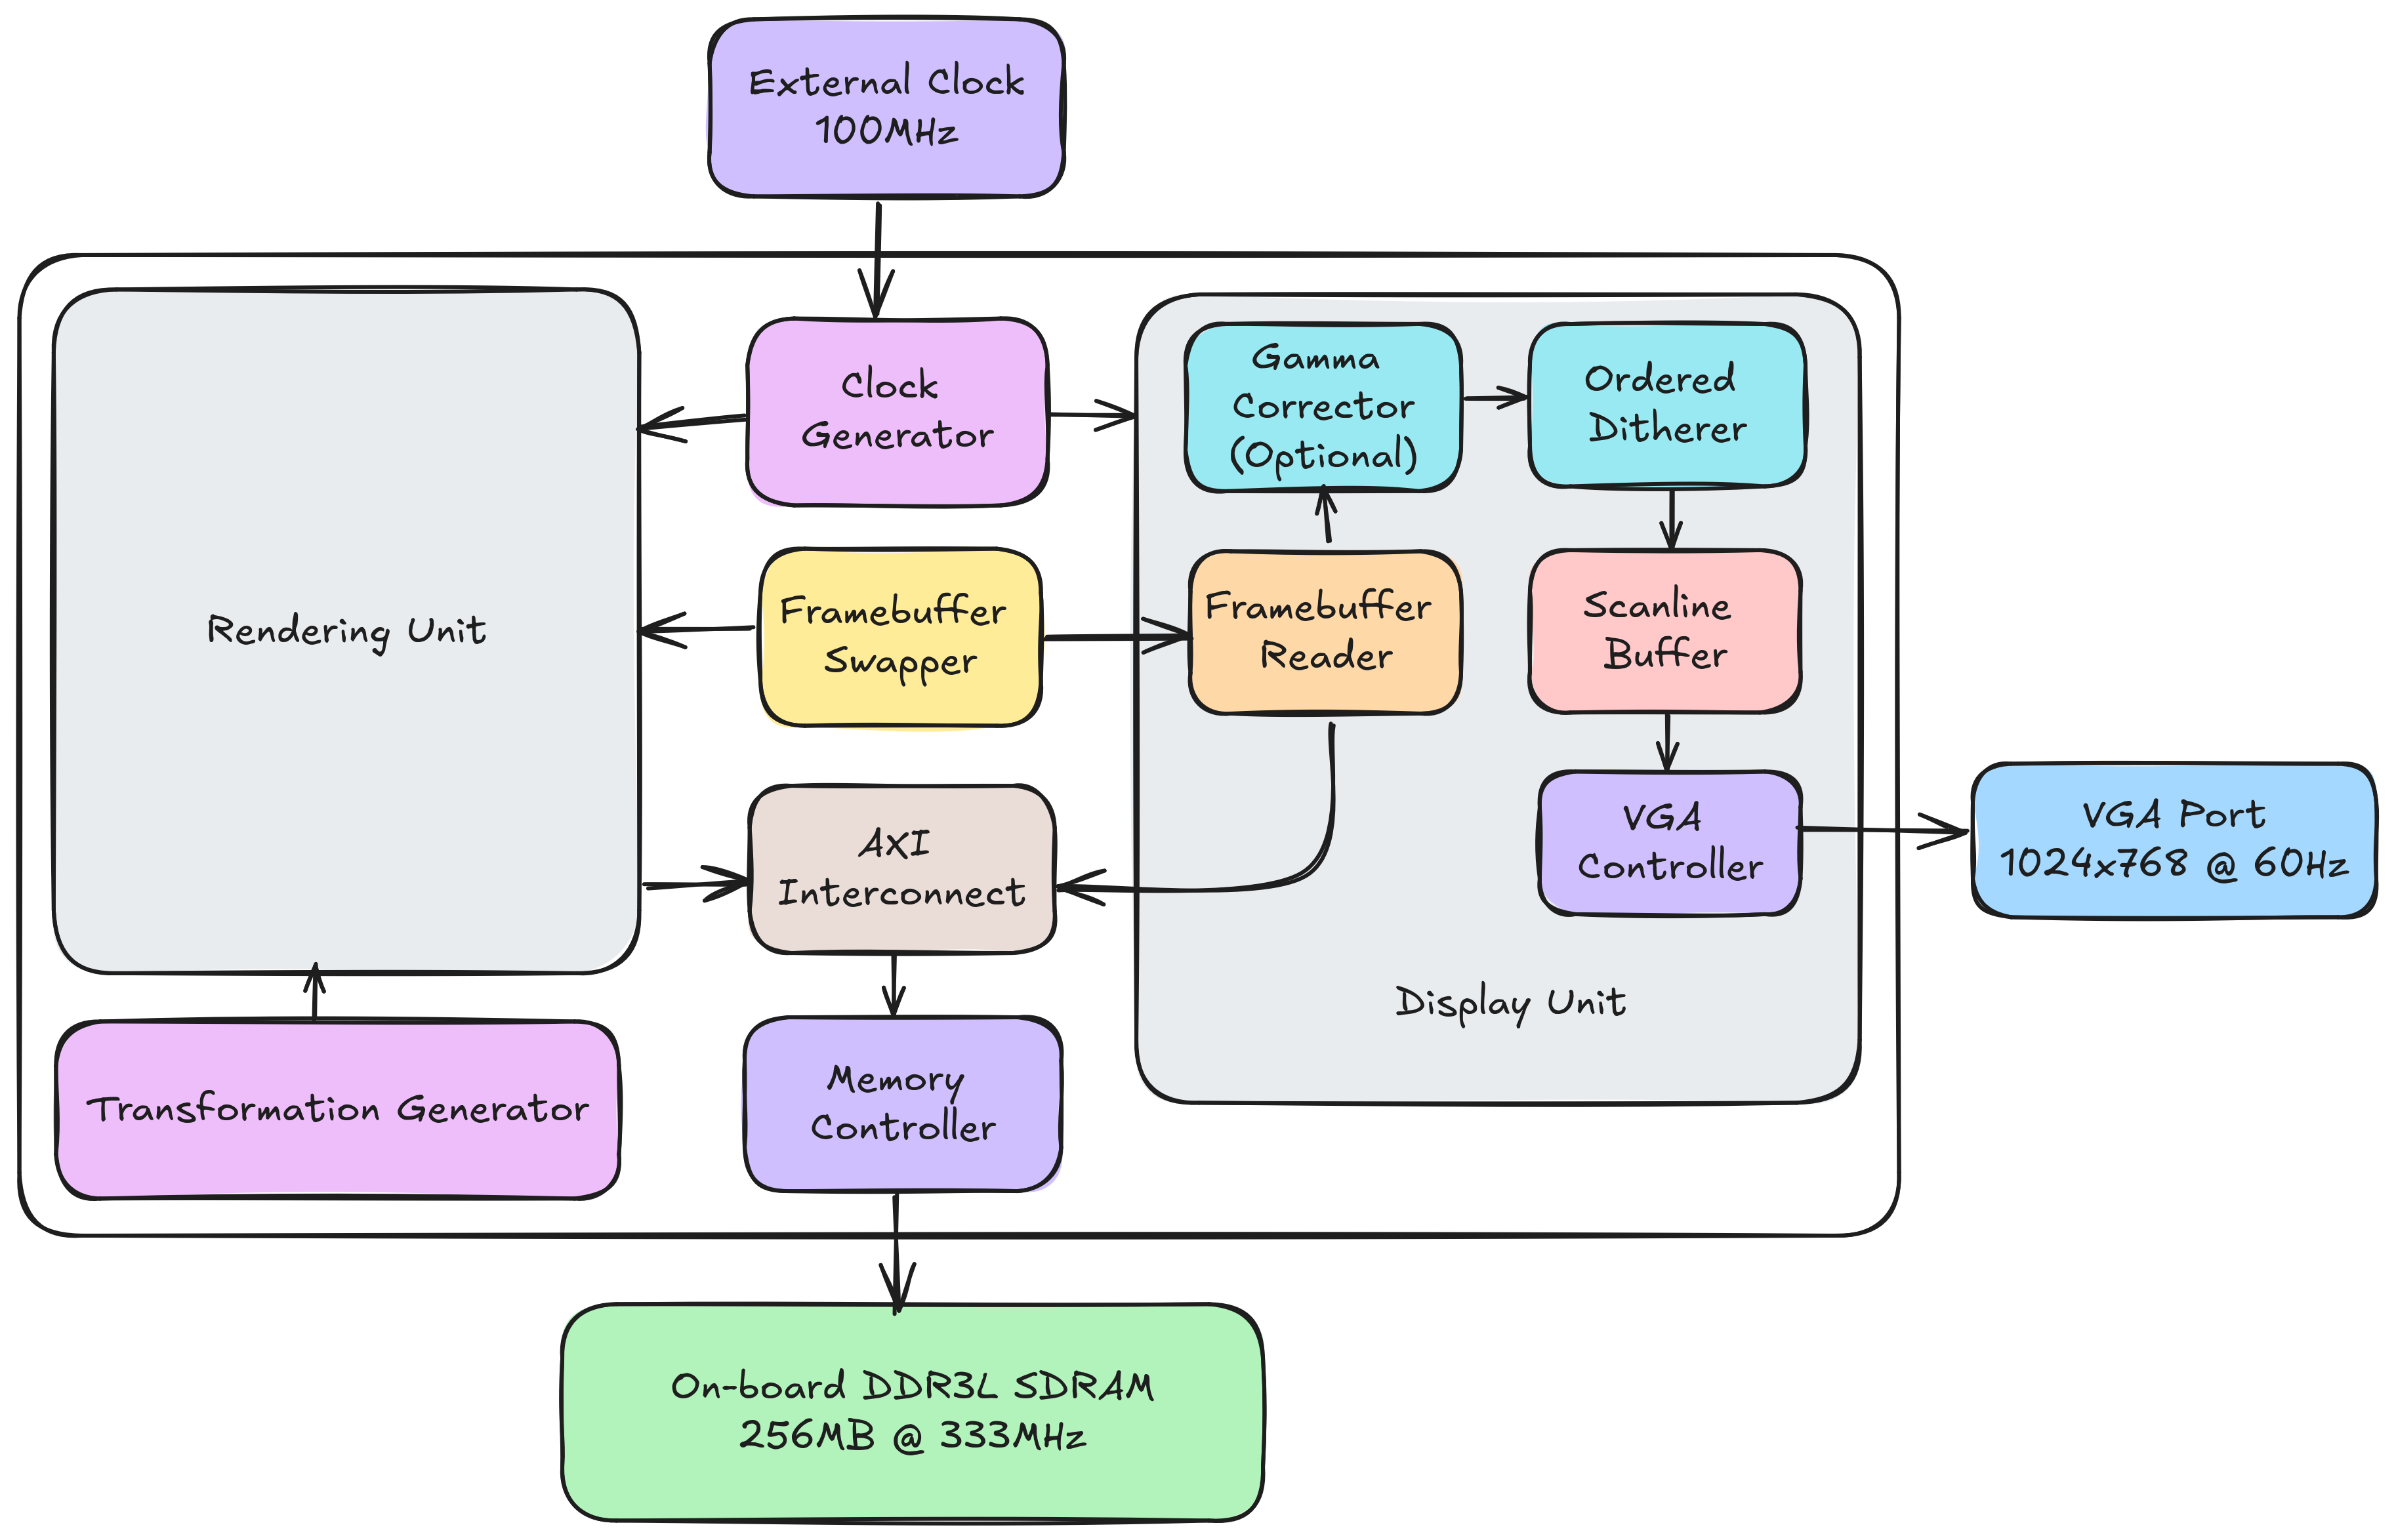 External Clock
100MHz
Clock
Generator
Gamma
Corrector
(Optional)
Ordered
Ditherer
Rendering Unit
Framebuffer
Swapper
Framebuffer
Reader
Scanline
Buffer
AXI
Interconnect
VGA
Controller
VGA Port
1024x768 @ 60Hz
Display Unit
Transformation Generator
Memory
Controller
On-board DDR3L SDRAM
256MB @ 333MHz